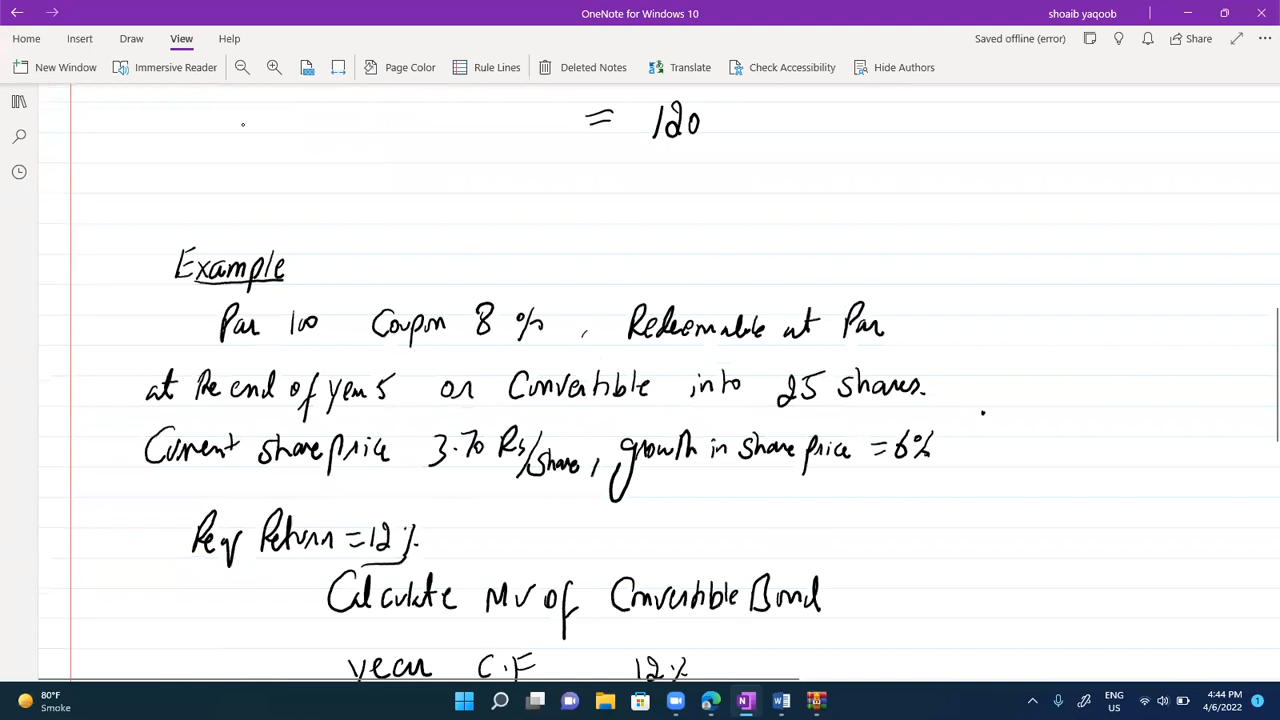 OneNote for Windows 10
shoaib yaqoob
Home Insert Draw View Help
Saved offline (error)
Share
New Window Immersive Reader Page Color Rule Lines Deleted Notes Translate Check Accessibility Hide Authors
= 120
Example
Par 100 Coupon 8 % , Redeemable at Par
at the end of year 5 or Convertible into 25 shares.
Current share price 3.70 Rs/share, growth in share price = 6%
Req Return = 12 %
Calculate MV of Convertible Bond
year C.F 12 %
80°F
Smoke
ENG
US
4:44 PM
4/6/2022